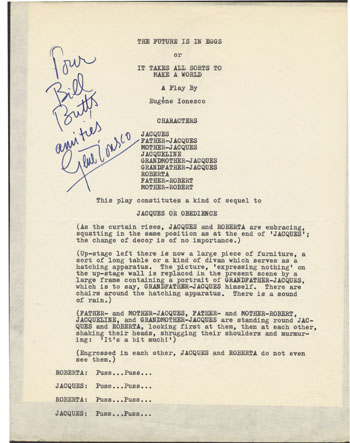 Pour
Bill
Butts
amitiés
Eugène Ionesco
THE FUTURE IS IN EGGS
or
IT TAKES ALL SORTS TO
MAKE A WORLD
A Play By
Eugène Ionesco
CHARACTERS
JACQUES
FATHER-JACQUES
MOTHER-JACQUES
JACQUELINE
GRANDMOTHER-JACQUES
GRANDFATHER-JACQUES
ROBERTA
FATHER-ROBERT
MOTHER-ROBERT
This play constitutes a kind of sequel to
JACQUES OR OBEDIENCE
(As the curtain rises, JACQUES and ROBERTA are embracing,
squatting in the same position as at the end of 'JACQUES';
the change of decor is of no importance.)
(Up-stage left there is now a large piece of furniture, a
sort of long table or a kind of divan which serves as a
hatching apparatus. The picture, 'expressing nothing' on
the up-stage wall is replaced in the present scene by a
large frame containing a portrait of GRANDFATHER-JACQUES,
which is to say, GRANDFATHER-JACQUES himself. There are
chairs around the hatching apparatus. There is a sound
of rain.)
(FATHER- and MOTHER-JACQUES, FATHER- and MOTHER-ROBERT,
JACQUELINE, and GRANDMOTHER-JACQUES are standing round JAC-
QUES and ROBERTA, looking first at them, then at each other,
shaking their heads, shrugging their shoulders and murmur-
ing: 'It's a bit much!')
(Engrossed in each other, JACQUES and ROBERTA do not even
see them.)
ROBERTA: Puss...Puss...
JACQUES: Puss...Puss...
ROBERTA: Puss...Puss...
JACQUES: Puss...Puss...